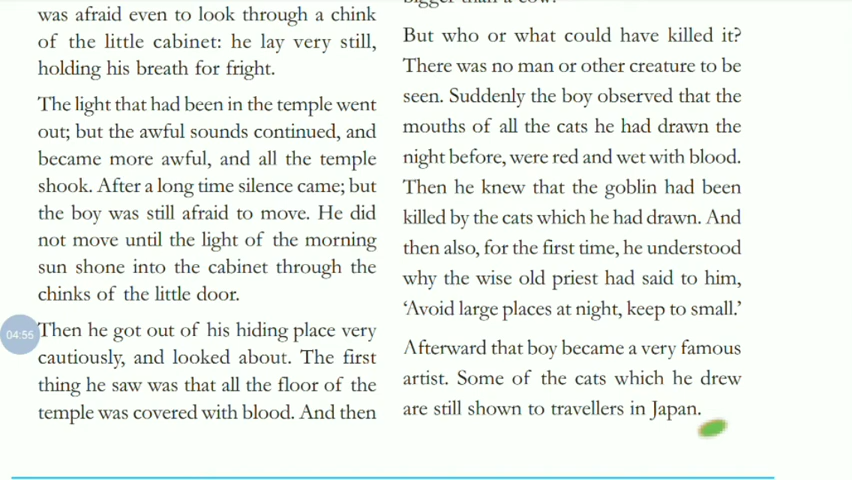 was afraid even to look through a chink
of the little cabinet: he lay very still,
holding his breath for fright.
The light that had been in the temple went
out; but the awful sounds continued, and
became more awful, and all the temple
shook. After a long time silence came; but
the boy was still afraid to move. He did
not move until the light of the morning
sun shone into the cabinet through the
chinks of the little door.
04:55
Then he got out of his hiding place very
cautiously, and looked about. The first
thing he saw was that all the floor of the
temple was covered with blood. And then
bigger than a cow!
But who or what could have killed it?
There was no man or other creature to be
seen. Suddenly the boy observed that the
mouths of all the cats he had drawn the
night before, were red and wet with blood.
Then he knew that the goblin had been
killed by the cats which he had drawn. And
then also, for the first time, he understood
why the wise old priest had said to him,
‘Avoid large places at night, keep to small.’
Afterward that boy became a very famous
artist. Some of the cats which he drew
are still shown to travellers in Japan.